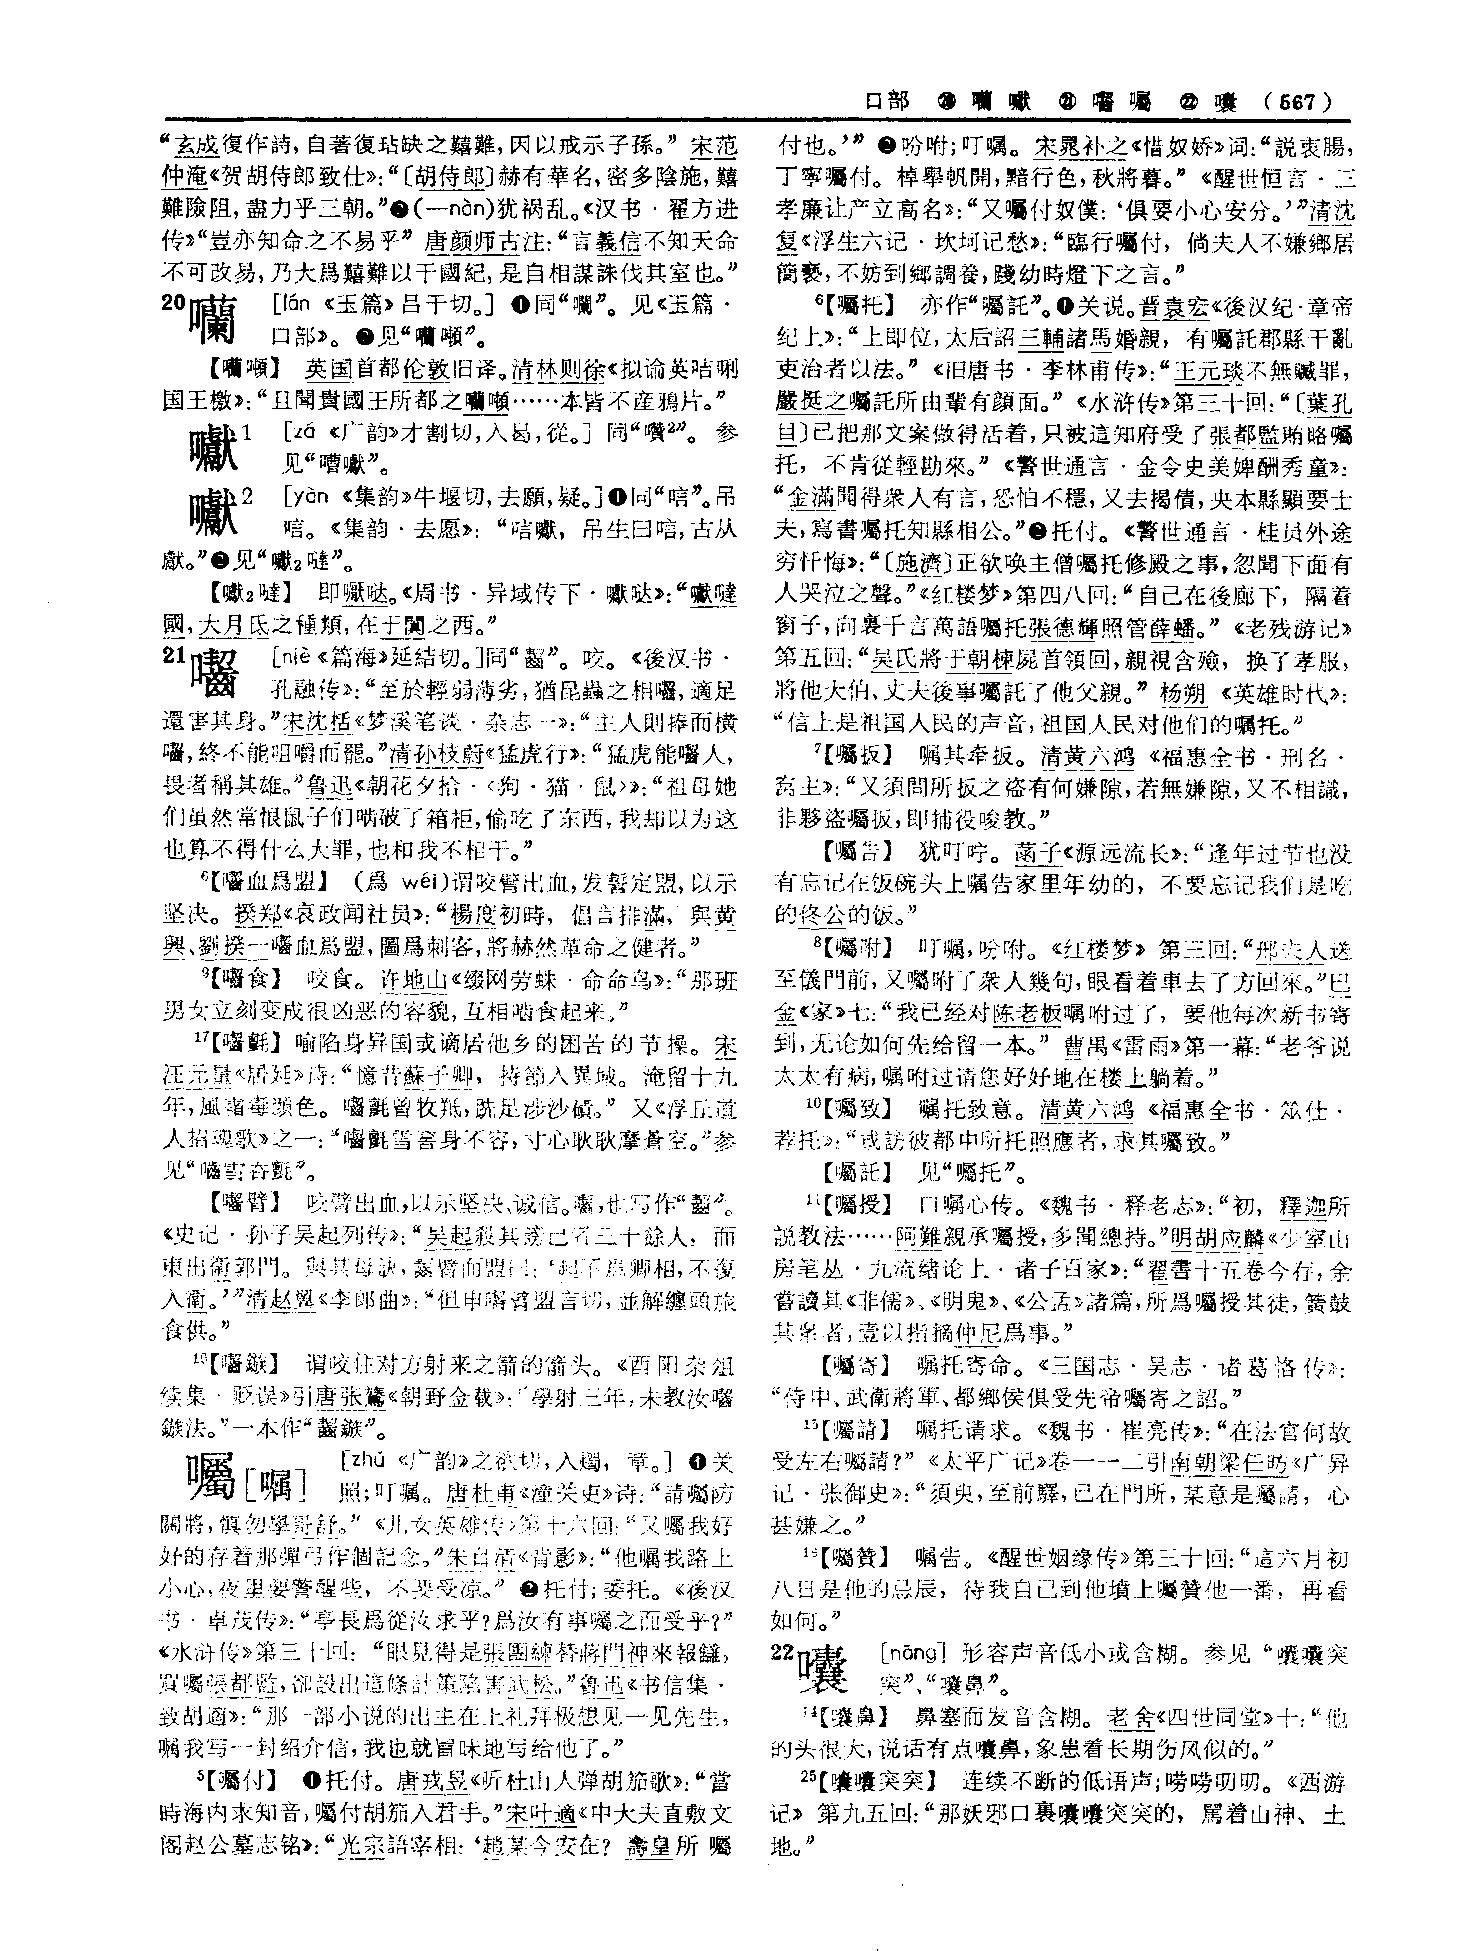 口部 ⑳囒𡅽 ㉑囓囑 ㉒囔 (567)
“玄成復作詩,自著復玷缺之艱難,因以戒示子孫。”宋范
仲淹《贺胡侍郎致仕》:“〔胡侍郎〕赫有華名,密多陰施,艱
難險阻,盡力乎三朝。”❷(—nàn)犹祸乱。《汉书·翟方进
传》“豈亦知命之不易乎”唐颜师古注:“言義信不知天命
不可改易,乃大爲艱難以干國紀,是自相謀誅伐其室也。”
20囒 [lán《玉篇》吕干切。]❶同“囒”。见《玉篇·
口部》。❷见“囒噸”。
【囒噸】 英国首都伦敦旧译。清林则徐《拟谕英咭唎
国王檄》:“且聞貴國王所都之囒噸……本皆不産鴉片。”
1 [zá《广韵》才割切,入曷,從。]同“囋2”。参
2 [yàn《集韵》牛堰切,去願,疑。]❶同“唁”。吊
國,大月氏之種類,在于闐之西。”
21囓 [niè《篇海》延結切。]同“齧”。咬。《後汉书·
孔融传》:“至於輕弱薄劣,猶昆蟲之相囓,適足
還害其身。”宋沈括《梦溪笔谈·杂志一》:“主人則捧而横
囓,終不能咀嚼而罷。”清孙枝蔚《猛虎行》:“猛虎能囓人,
畏者稱其雄。”鲁迅《朝花夕拾·〈狗·猫·鼠〉》:“祖母她
们虽然常恨鼠子们啮破了箱柜,偷吃了东西,我却以为这
也算不得什么大罪,也和我不相干。”
6【囓血爲盟】 (爲 wéi)谓咬臂出血,发誓定盟,以示
坚决。揆郑《哀政闻社员》:“楊度初時,倡言排滿,與黄
興、劉揆一囓血爲盟,圖爲刺客,將赫然革命之健者。”
9【囓食】 咬食。许地山《缀网劳蛛·命命鸟》:“那班
男女立刻变成很凶恶的容貌,互相啮食起来。”
17【囓氈】喻陷身异国或谪居他乡的困苦的节操。宋
汪元量《居延》诗:“憶昔蘇子卿,持節入異域。淹留十九
年,風霜毒顔色。囓氈曾牧羝,跣足涉沙磧。”又《浮丘道
人招魂歌》之一:“囓氈雪窖身不容,寸心耿耿摩蒼空。”参
见“囓雪吞氈”。
【囓臂】 咬臂出血,以示坚决、诚信。囓,也写作“齧”。
《史记·孙子吴起列传》:“吴起殺其謗己者三十餘人,而
東出衛郭門。與其母訣,齧臂而盟曰:‘起不爲卿相,不復
入衛。’”清赵翼《李郎曲》:“但申囓臂盟言切,並解纏頭旅
食供。”
19【囓鏃】 谓咬住对方射来之箭的箭头。《酉阳杂俎
续集·贬误》引唐张鷟《朝野佥载》:“學射三年,未教汝囓
鏃法。”一本作“齧鏃”。
囑[嘱] [zhǔ《广韵》之欲切,入燭,章。]❶关
照;叮嘱。唐杜甫《潼关吏》诗:“請囑防
關將,慎勿學哥舒。”《儿女英雄传》第十六回:“又囑我好
好的存着那彈弓作個記念。”朱自清《背影》:“他嘱我路上
小心,夜里要警醒些,不要受凉。”❷托付;委托。《後汉
书·卓茂传》:“亭長爲從汝求乎?爲汝有事囑之而受乎?”
《水浒传》第三十回:“眼見得是張團練替蔣門神來報讎,
買囑張都監,卻設出這條計策陷害武松。”鲁迅《书信集·
致胡適》:“那一部小说的出主在上礼拜极想见一见先生,
嘱我写一封绍介信,我也就冒昧地写给他了。”
5【囑付】 ❶托付。唐戎昱《听杜山人弹胡笳歌》:“當
時海内求知音,囑付胡笳入君手。”宋叶適《中大夫直敷文
阁赵公墓志铭》:“光宗語宰相:‘趙某今安在?壽皇所囑
付也。’”❷吩咐;叮嘱。宋晁补之《惜奴娇》词:“説衷腸,
丁寧囑付。棹舉帆開,黯行色,秋將暮。”《醒世恒言·三
孝廉让产立高名》:“又囑付奴僕:‘俱要小心安分。’”清沈
复《浮生六记·坎坷记愁》:“臨行囑付,倘夫人不嫌鄉居
簡褻,不妨到鄉調養,踐幼時燈下之言。”
6【囑托】 亦作“囑託”。❶关说。晋袁宏《後汉纪·章帝
纪上》:“上即位,太后詔三輔諸馬婚親,有囑託郡縣干亂
吏治者以法。”《旧唐书·李林甫传》:“王元琰不無贓罪,
嚴挺之囑託所由輩有顔面。”《水浒传》第三十回:“〔葉孔
目〕已把那文案做得活着,只被這知府受了張都監賄賂囑
托,不肯從輕勘來。”《警世通言·金令史美婢酬秀童》:
“金滿聞得衆人有言,恐怕不穩,又去揭債,央本縣顯要士
夫,寫書囑托知縣相公。”❷托付。《警世通言·桂员外途
穷忏悔》:“〔施濟〕正欲唤主僧囑托修殿之事,忽聞下面有
人哭泣之聲。”《红楼梦》第四八回:“自己在後廊下,隔着
窗子,向裏千言萬語囑托張德輝照管薛蟠。”《老残游记》
第五回:“吴氏將于朝棟屍首領回,親視含殮,换了孝服,
將他大伯、丈夫後事囑託了他父親。”杨朔《英雄时代》:
“信上是祖国人民的声音,祖国人民对他们的嘱托。”
7【囑扳】 嘱其牵扳。清黄六鸿《福惠全书·刑名·
窝主》:“又須問所扳之盗有何嫌隙,若無嫌隙,又不相識,
非夥盗囑扳,即捕役唆教。”
【囑告】 犹叮咛。菡子《源远流长》:“逢年过节也没
有忘记在饭碗头上嘱告家里年幼的,不要忘记我们是吃
的佟公的饭。”
8【囑咐】 叮嘱,吩咐。《红楼梦》第三回:“邢夫人送
至儀門前,又囑咐了衆人幾句,眼看着車去了方回來。”巴
金《家》七:“我已经对陈老板嘱咐过了,要他每次新书寄
到,无论如何先给留一本。”曹禺《雷雨》第一幕:“老爷说
太太有病,嘱咐过请您好好地在楼上躺着。”
10【囑致】 嘱托致意。清黄六鸿《福惠全书·筮仕·
荐托》:“或訪彼都中所托照應者,求其囑致。”
【囑託】 见“囑托”。
11【囑授】 口嘱心传。《魏书·释老志》:“初,釋迦所
説教法……阿難親承囑授,多聞總持。”明胡应麟《少室山
房笔丛·九流绪论上·诸子百家》:“翟書十五卷今存,余
嘗讀其《非儒》、《明鬼》、《公孟》諸篇,所爲囑授其徒,簧鼓
其衆者,壹以指摘仲尼爲事。”
【囑寄】 嘱托寄命。《三国志·吴志·诸葛恪传》:
“侍中、武衛將軍、都鄉侯俱受先帝囑寄之詔。”
15【囑請】 嘱托请求。《魏书·崔亮传》:“在法官何故
受左右囑請?”《太平广记》卷一一二引南朝梁任昉《广异
记·张御史》:“須臾,至前驛,已在門所,某意是囑請,心
甚嫌之。”
19【囑贊】 嘱告。《醒世姻缘传》第三十回:“這六月初
八日是他的忌辰,待我自己到他墳上囑贊他一番,再看
如何。”
22囔 [nāng]形容声音低小或含糊。参见“囔囔突
突”、“囔鼻”。
14【囔鼻】 鼻塞而发音含糊。老舍《四世同堂》十:“他
的头很大,说话有点囔鼻,象患着长期伤风似的。”
25【囔囔突突】 连续不断的低语声;唠唠叨叨。《西游
记》第九五回:“那妖邪口裏囔囔突突的,罵着山神、土
地。”